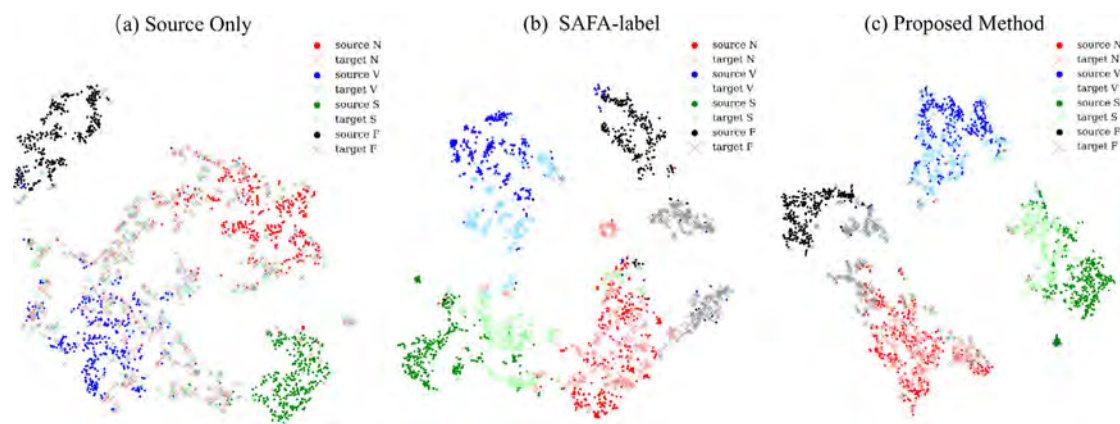 (a) Source Only
source N
target N
source V
target V
source S
target S
source F
target F
(b) SAFA-label
source N
target N
source V
target V
source S
target S
source F
target F
(c) Proposed Method
source N
target N
source V
target V
source S
target S
source F
target F